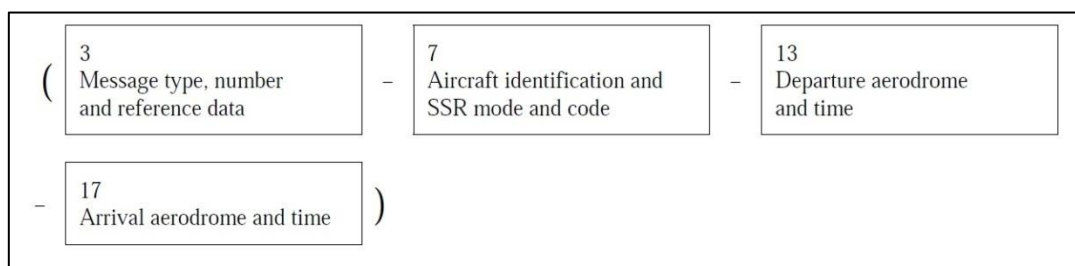 ( 3
Message type, number
and reference data
– 7
Aircraft identification and
SSR mode and code
– 13
Departure aerodrome
and time
– 17
Arrival aerodrome and time )